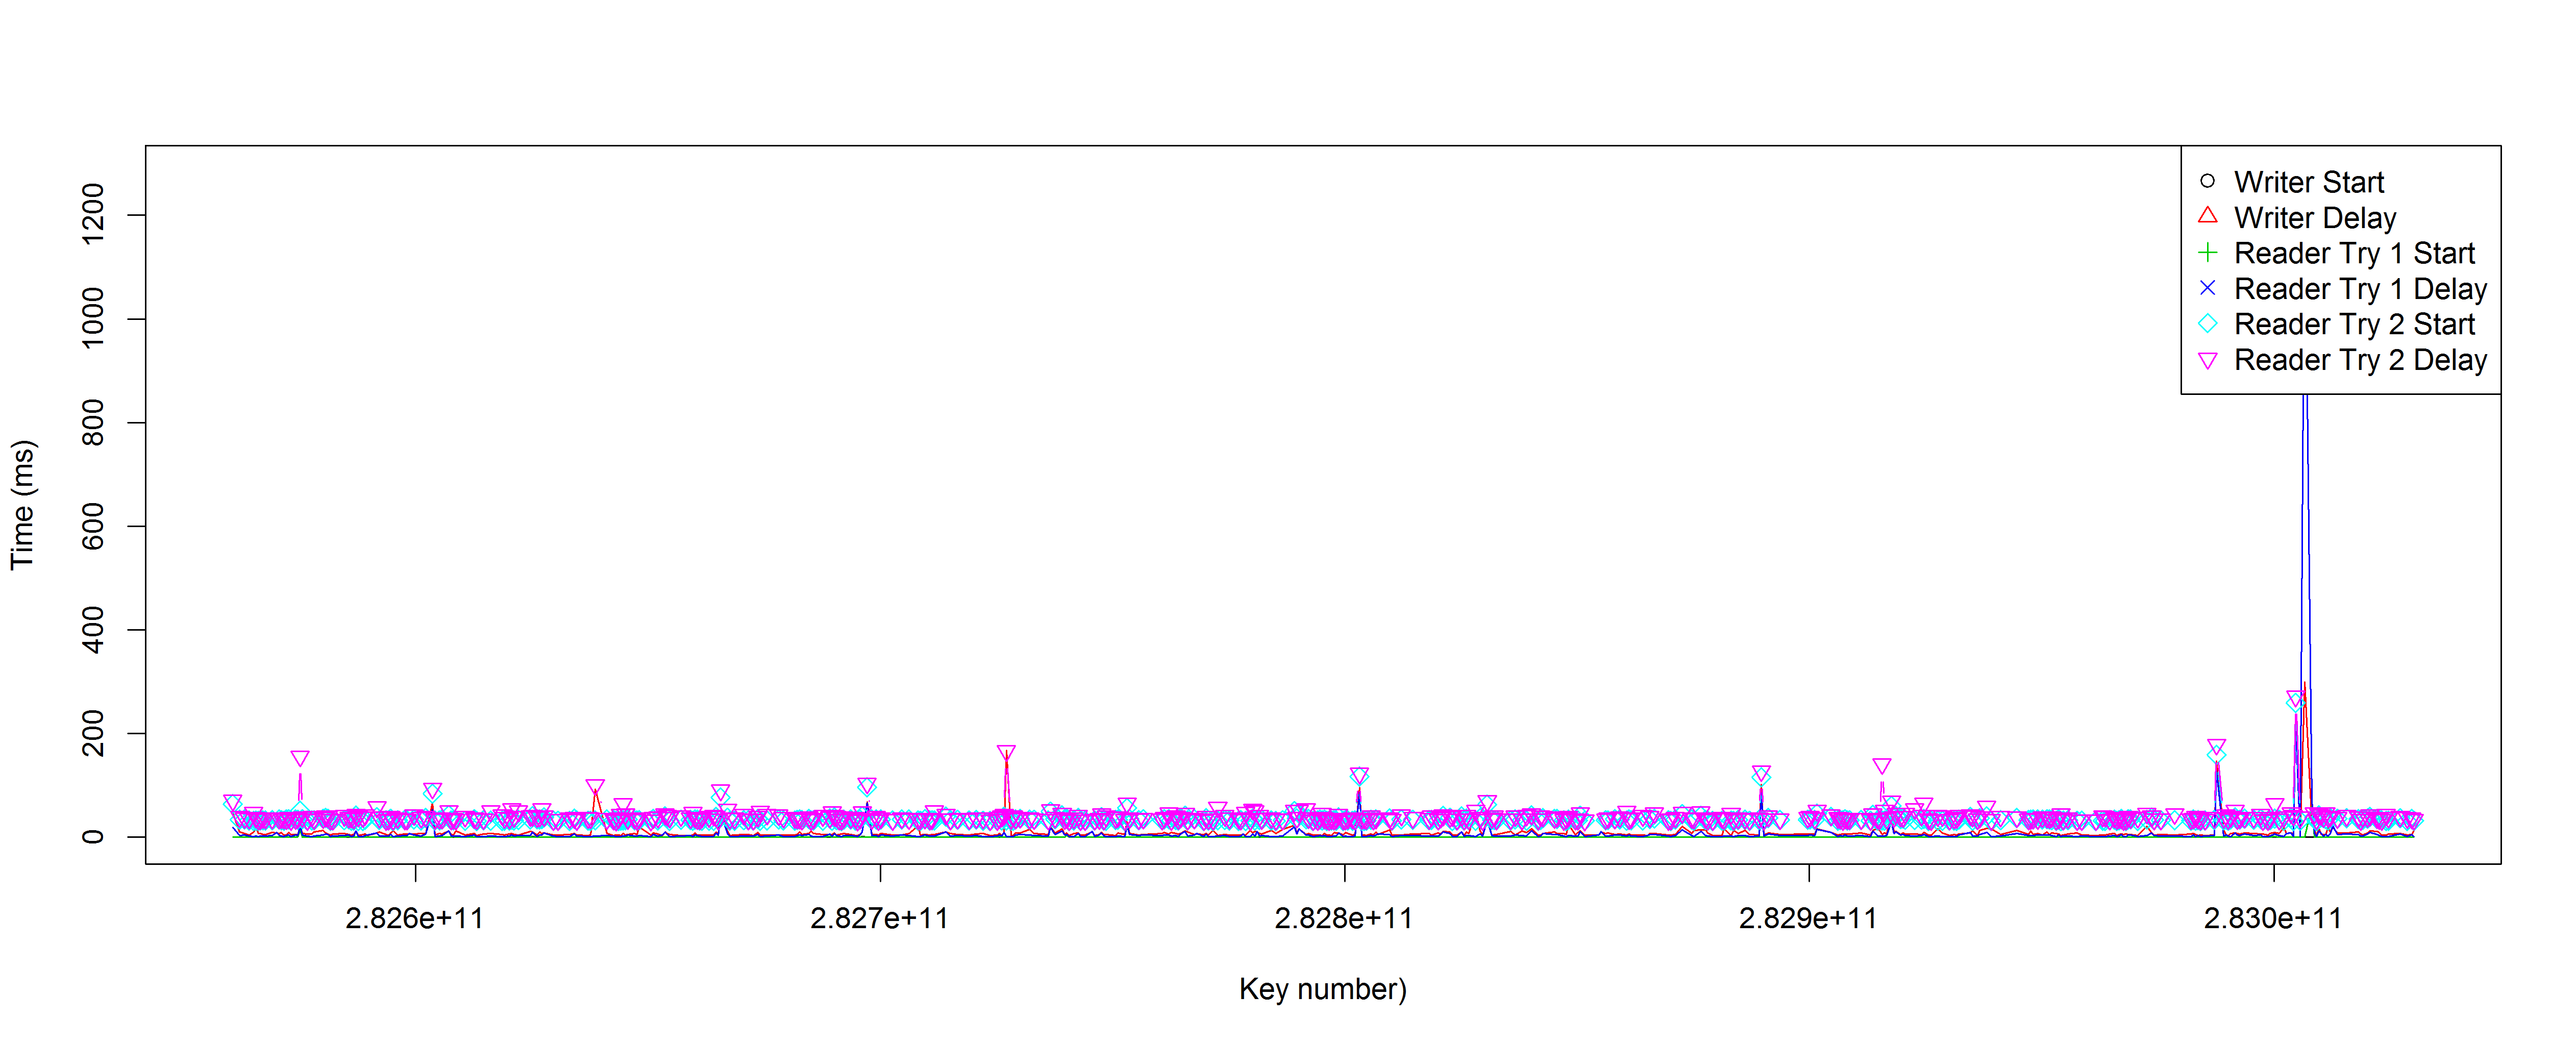 Writer Start
Writer Delay
Reader Try 1 Start
Reader Try 1 Delay
Reader Try 2 Start
Reader Try 2 Delay
1200
1000
800
600
400
200
0
Time (ms)
2.826e+11 2.827e+11 2.828e+11 2.829e+11 2.830e+11
Key number)